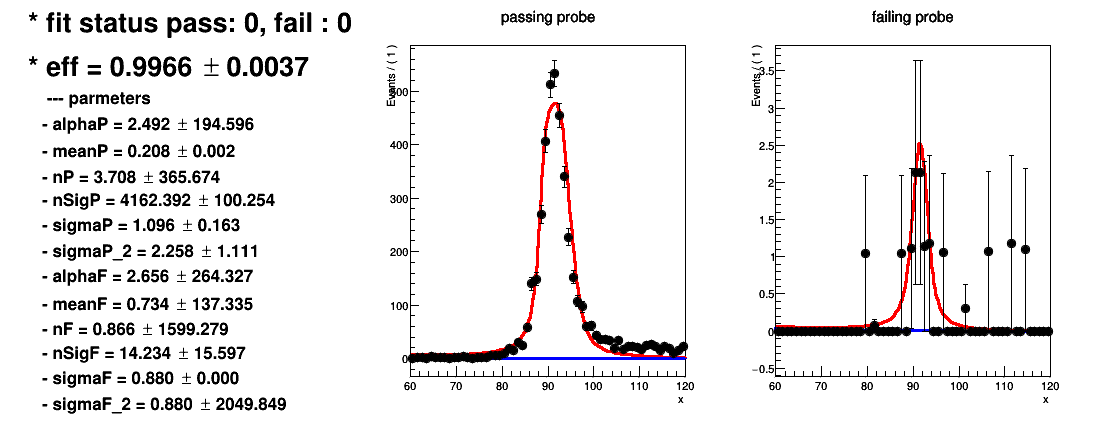 * fit status pass: 0, fail : 0
* eff = 0.9966 ± 0.0037
--- parmeters
- alphaP = 2.492 ± 194.596
- meanP = 0.208 ± 0.002
- nP = 3.708 ± 365.674
- nSigP = 4162.392 ± 100.254
- sigmaP = 1.096 ± 0.163
- sigmaP_2 = 2.258 ± 1.111
- alphaF = 2.656 ± 264.327
- meanF = 0.734 ± 137.335
- nF = 0.866 ± 1599.279
- nSigF = 14.234 ± 15.597
- sigmaF = 0.880 ± 0.000
- sigmaF_2 = 0.880 ± 2049.849
passing probe
Events / ( 1 )
500
400
300
200
100
0
60 70 80 90 100 110 120
x
failing probe
Events / ( 1 )
3.5
3
2.5
2
1.5
1
0.5
0
−0.5
60 70 80 90 100 110 120
x